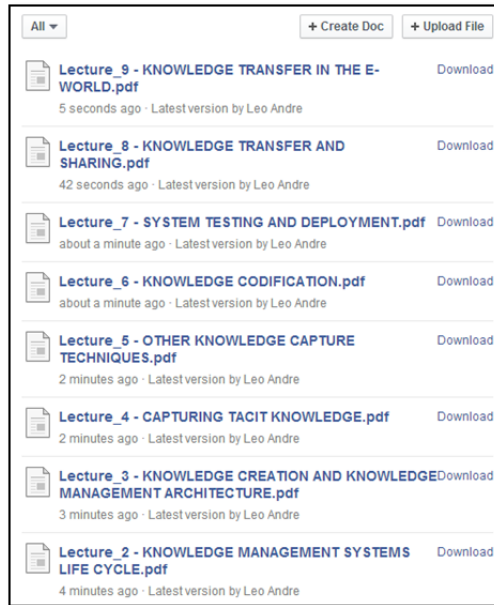 All
+ Create Doc
+ Upload File
Lecture_9 - KNOWLEDGE TRANSFER IN THE E-
WORLD.pdf
Download
5 seconds ago · Latest version by Leo Andre
Lecture_8 - KNOWLEDGE TRANSFER AND
SHARING.pdf
Download
42 seconds ago · Latest version by Leo Andre
Lecture_7 - SYSTEM TESTING AND DEPLOYMENT.pdf
Download
about a minute ago · Latest version by Leo Andre
Lecture_6 - KNOWLEDGE CODIFICATION.pdf
Download
about a minute ago · Latest version by Leo Andre
Lecture_5 - OTHER KNOWLEDGE CAPTURE
TECHNIQUES.pdf
Download
2 minutes ago · Latest version by Leo Andre
Lecture_4 - CAPTURING TACIT KNOWLEDGE.pdf
Download
2 minutes ago · Latest version by Leo Andre
Lecture_3 - KNOWLEDGE CREATION AND KNOWLEDGE
MANAGEMENT ARCHITECTURE.pdf
Download
3 minutes ago · Latest version by Leo Andre
Lecture_2 - KNOWLEDGE MANAGEMENT SYSTEMS
LIFE CYCLE.pdf
Download
4 minutes ago · Latest version by Leo Andre